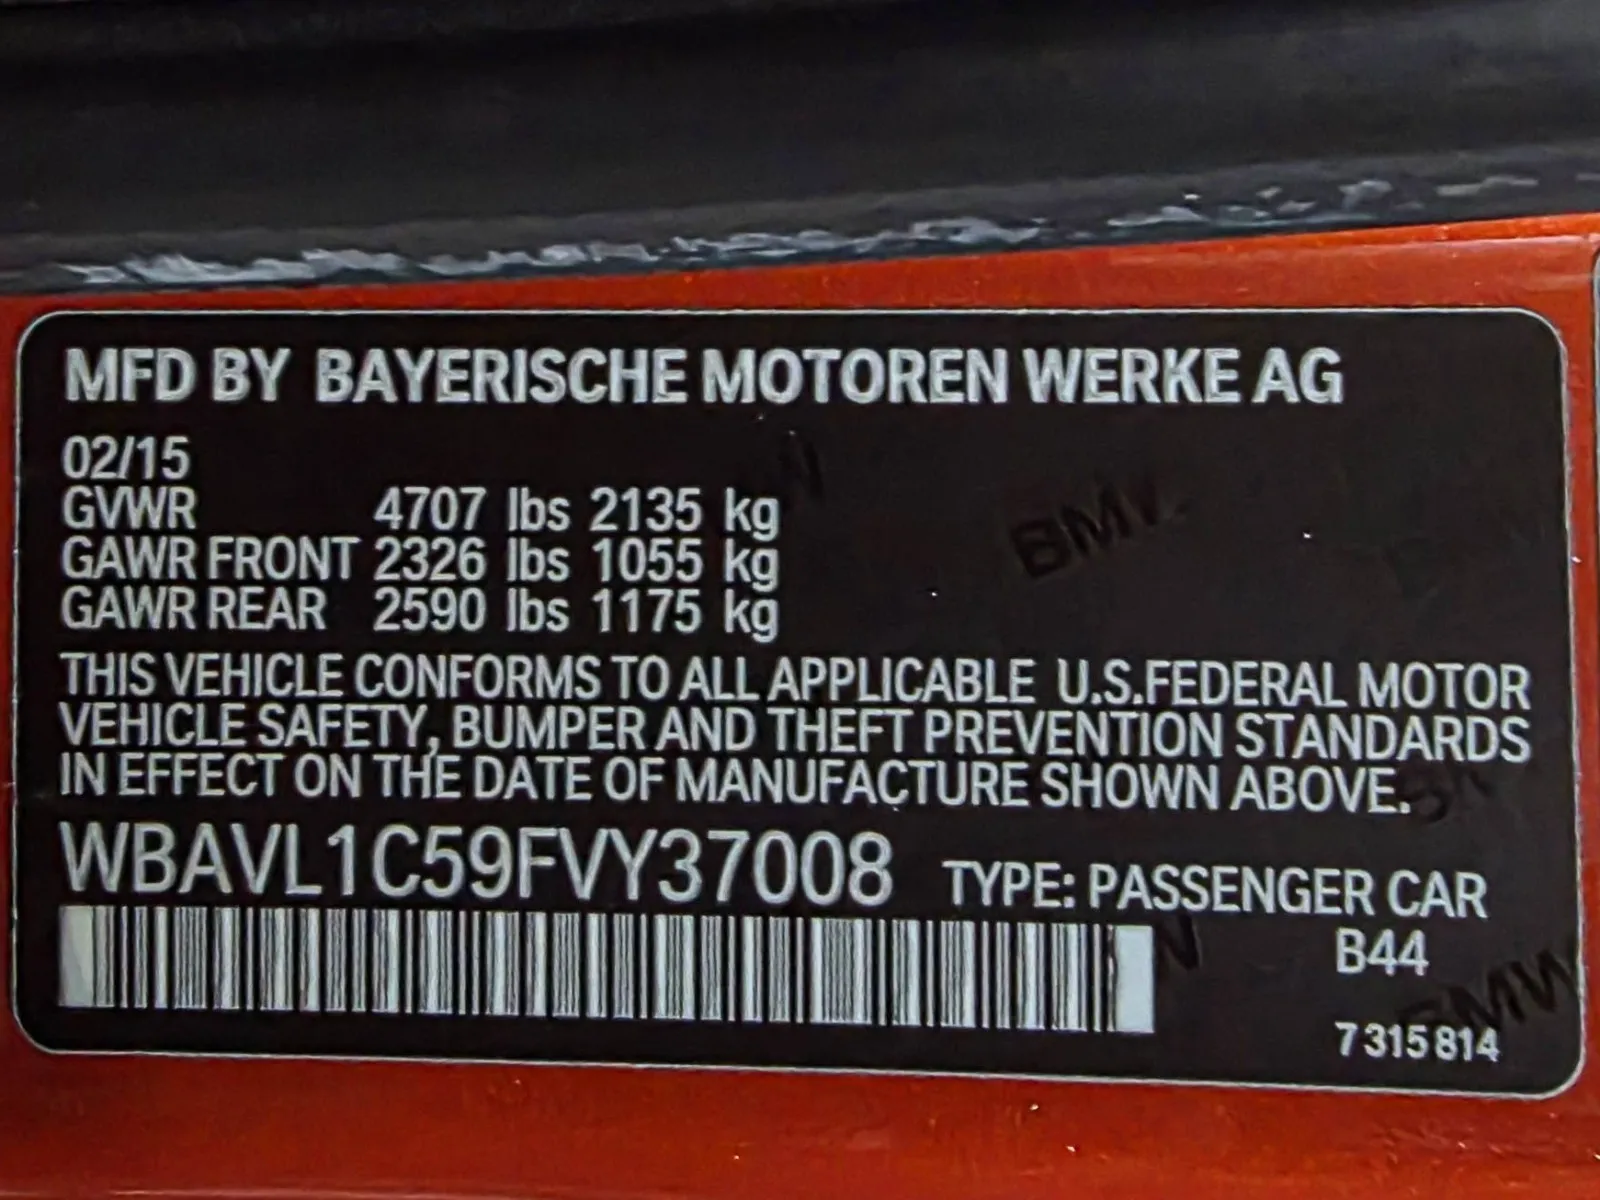 MFD BY BAYERISCHE MOTOREN WERKE AG
02/15
GVWR 4707 lbs 2135 kg
GAWR FRONT 2326 lbs 1055 kg
GAWR REAR 2590 lbs 1175 kg
THIS VEHICLE CONFORMS TO ALL APPLICABLE U.S.FEDERAL MOTOR
VEHICLE SAFETY, BUMPER AND THEFT PREVENTION STANDARDS
IN EFFECT ON THE DATE OF MANUFACTURE SHOWN ABOVE.
WBAVL1C59FVY37008 TYPE: PASSENGER CAR
B44
7 315 814
BMW
BMW